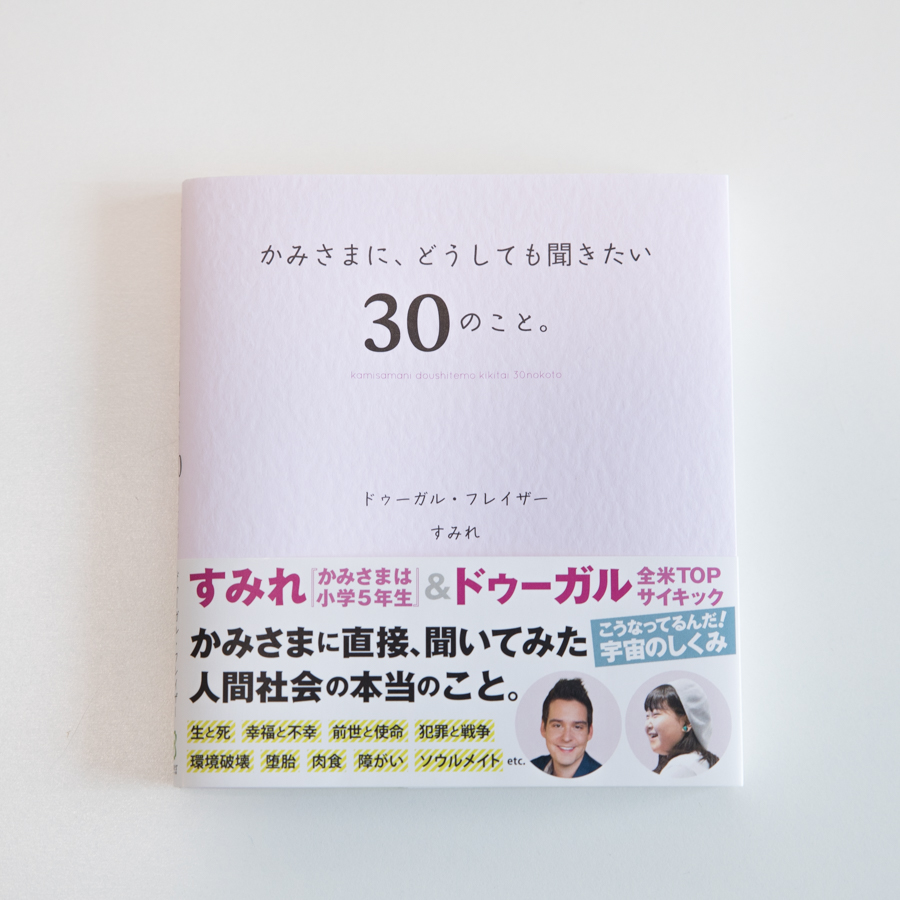 かみさまに、どうしても聞きたい
30のこと。
kamisamani doushitemo kikitai 30nokoto
ドゥーガル・フレイザー
すみれ
すみれ『かみさまは小学5年生』&ドゥーガル 全米TOPサイキック
かみさまに直接、聞いてみた
人間社会の本当のこと。
こうなってるんだ!
宇宙のしくみ
生と死 幸福と不幸 前世と使命 犯罪と戦争
環境破壊 堕胎 肉食 障がい ソウルメイト etc.